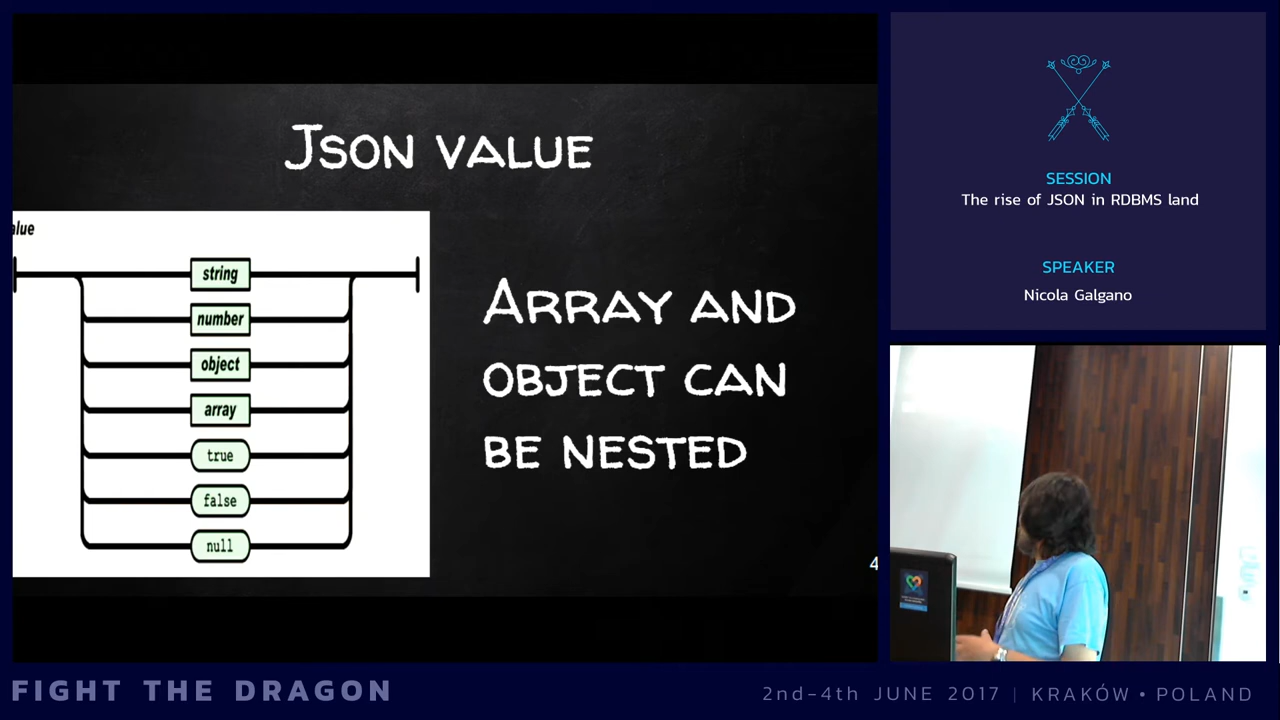 Json value
alue
string
number
object
array
true
false
null
Array and
object can
be nested
4
SESSION
The rise of JSON in RDBMS land
SPEAKER
Nicola Galgano
FIGHT THE DRAGON
2nd-4th JUNE 2017 | KRAKÓW • POLAND